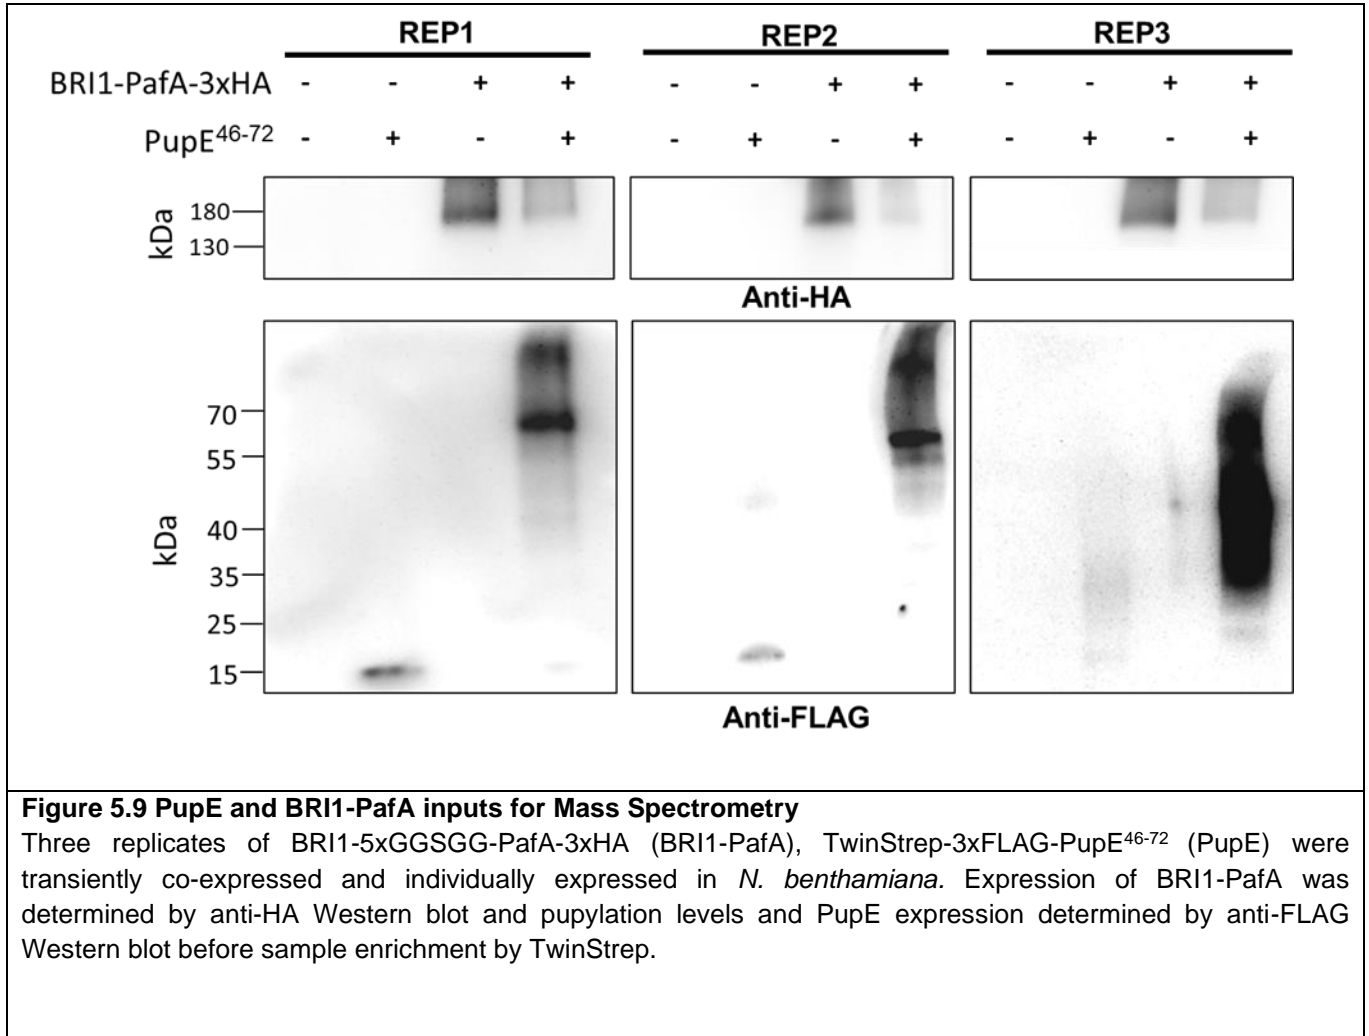 REP1 REP2 REP3
BRI1-PafA-3xHA - - + + - - + + - - + +
PupE46-72 - + - + - + - + - + - +
kDa
180
130
Anti-HA
kDa
70
55
40
35
25
15
Anti-FLAG
Figure 5.9 PupE and BRI1-PafA inputs for Mass Spectrometry
Three replicates of BRI1-5xGGSGG-PafA-3xHA (BRI1-PafA), TwinStrep-3xFLAG-PupE46-72 (PupE) were
transiently co-expressed and individually expressed in N. benthamiana. Expression of BRI1-PafA was
determined by anti-HA Western blot and pupylation levels and PupE expression determined by anti-FLAG
Western blot before sample enrichment by TwinStrep.